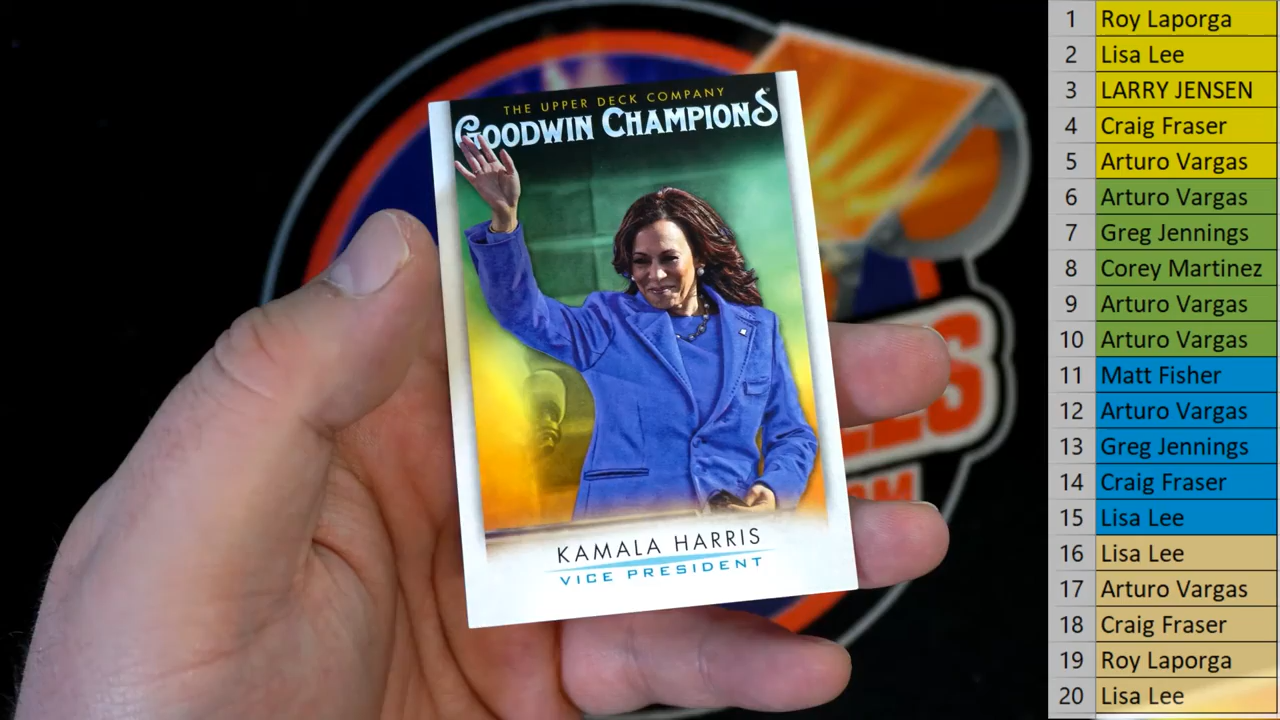 THE UPPER DECK COMPANY
GOODWIN CHAMPIONS
KAMALA HARRIS
VICE PRESIDENT
1 Roy Laporga
2 Lisa Lee
3 LARRY JENSEN
4 Craig Fraser
5 Arturo Vargas
6 Arturo Vargas
7 Greg Jennings
8 Corey Martinez
9 Arturo Vargas
10 Arturo Vargas
11 Matt Fisher
12 Arturo Vargas
13 Greg Jennings
14 Craig Fraser
15 Lisa Lee
16 Lisa Lee
17 Arturo Vargas
18 Craig Fraser
19 Roy Laporga
20 Lisa Lee